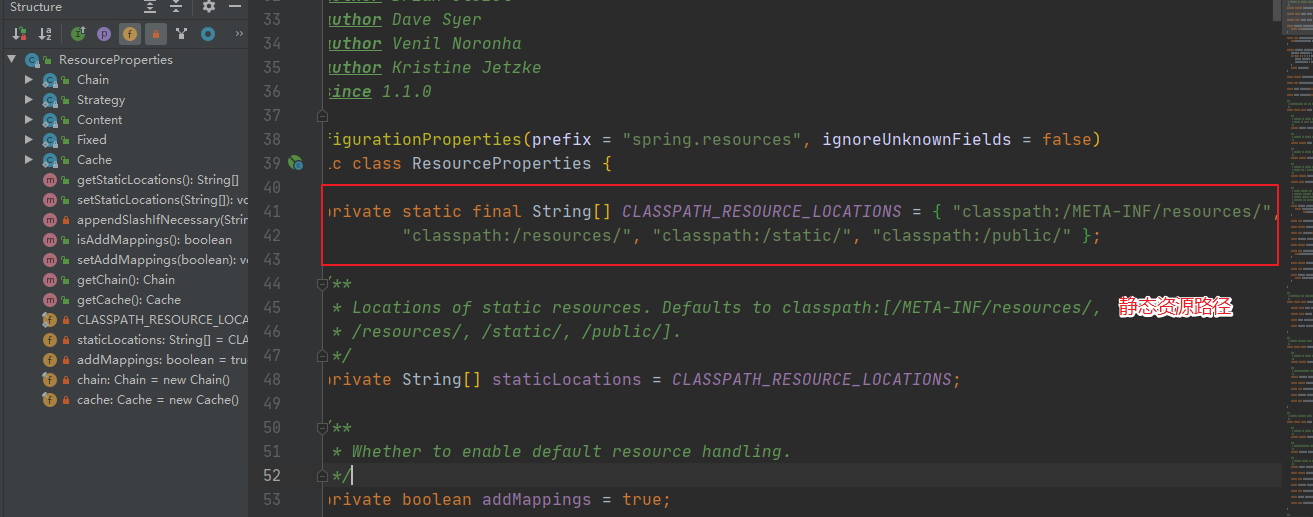 Structure
ResourceProperties
Chain
Strategy
Content
Fixed
Cache
getStaticLocations(): String[]
setStaticLocations(String[]): vo
appendSlashIfNecessary(Strin
isAddMappings(): boolean
setAddMappings(boolean): vo
getChain(): Chain
getCache(): Cache
CLASSPATH_RESOURCE_LOCA
staticLocations: String[] = CLA
addMappings: boolean = true
chain: Chain = new Chain()
cache: Cache = new Cache()
33 author Dave Syer
34 author Venil Noronha
35 author Kristine Jetzke
36 since 1.1.0
37
38 figurationProperties(prefix = "spring.resources", ignoreUnknownFields = false)
39 ic class ResourceProperties {
40
41 private static final String[] CLASSPATH_RESOURCE_LOCATIONS = { "classpath:/META-INF/resources/",
42 "classpath:/resources/", "classpath:/static/", "classpath:/public/" };
43
44 /**
45 * Locations of static resources. Defaults to classpath:[/META-INF/resources/, 静态资源路径
46 * /resources/, /static/, /public/].
47 */
48 private String[] staticLocations = CLASSPATH_RESOURCE_LOCATIONS;
49
50 /**
51 * Whether to enable default resource handling.
52 */
53 private boolean addMappings = true;